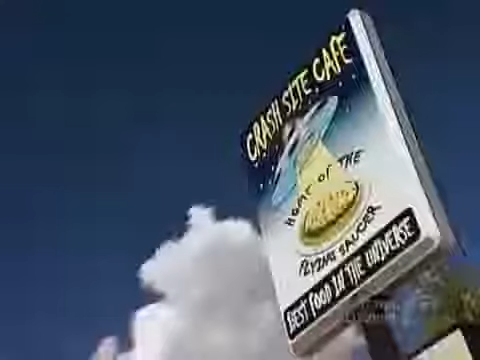 CRASH SITE CAFE
HOME OF THE
FLYING SAUCER
BEST FOOD IN THE UNIVERSE